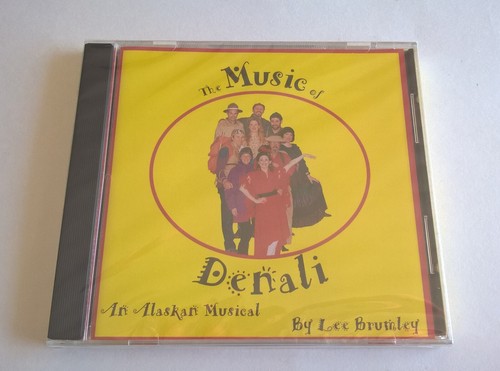 The Music of
Denali
An Alaskan Musical
By Lee Brumley